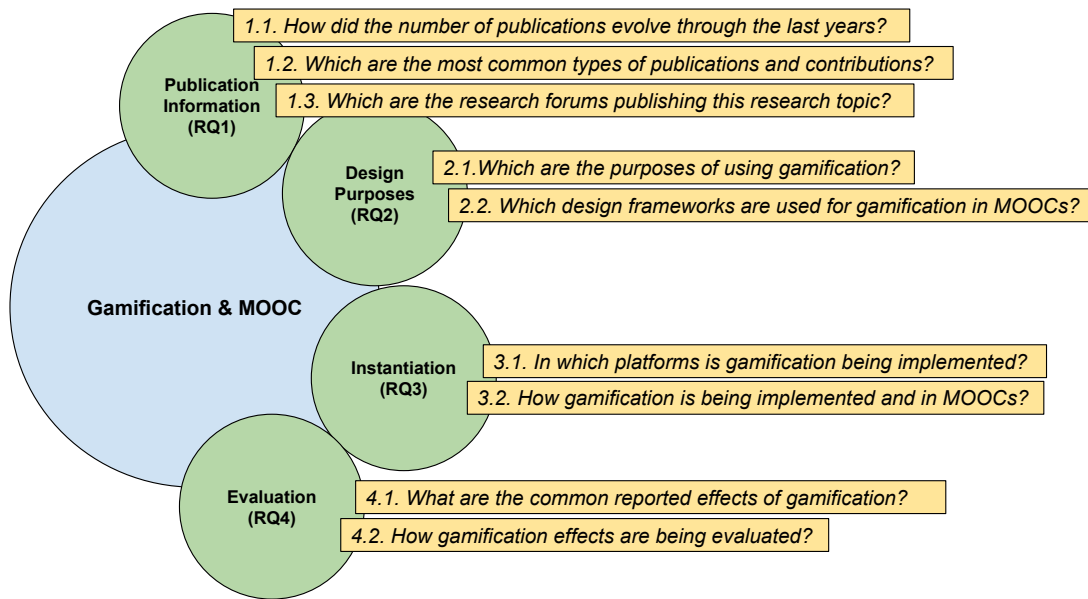 1.1. How did the number of publications evolve through the last years?
1.2. Which are the most common types of publications and contributions?
Publication
Information
(RQ1)
1.3. Which are the research forums publishing this research topic?
Design
Purposes
(RQ2)
2.1.Which are the purposes of using gamification?
2.2. Which design frameworks are used for gamification in MOOCs?
Gamification & MOOC
Instantiation
(RQ3)
3.1. In which platforms is gamification being implemented?
3.2. How gamification is being implemented and in MOOCs?
Evaluation
(RQ4)
4.1. What are the common reported effects of gamification?
4.2. How gamification effects are being evaluated?